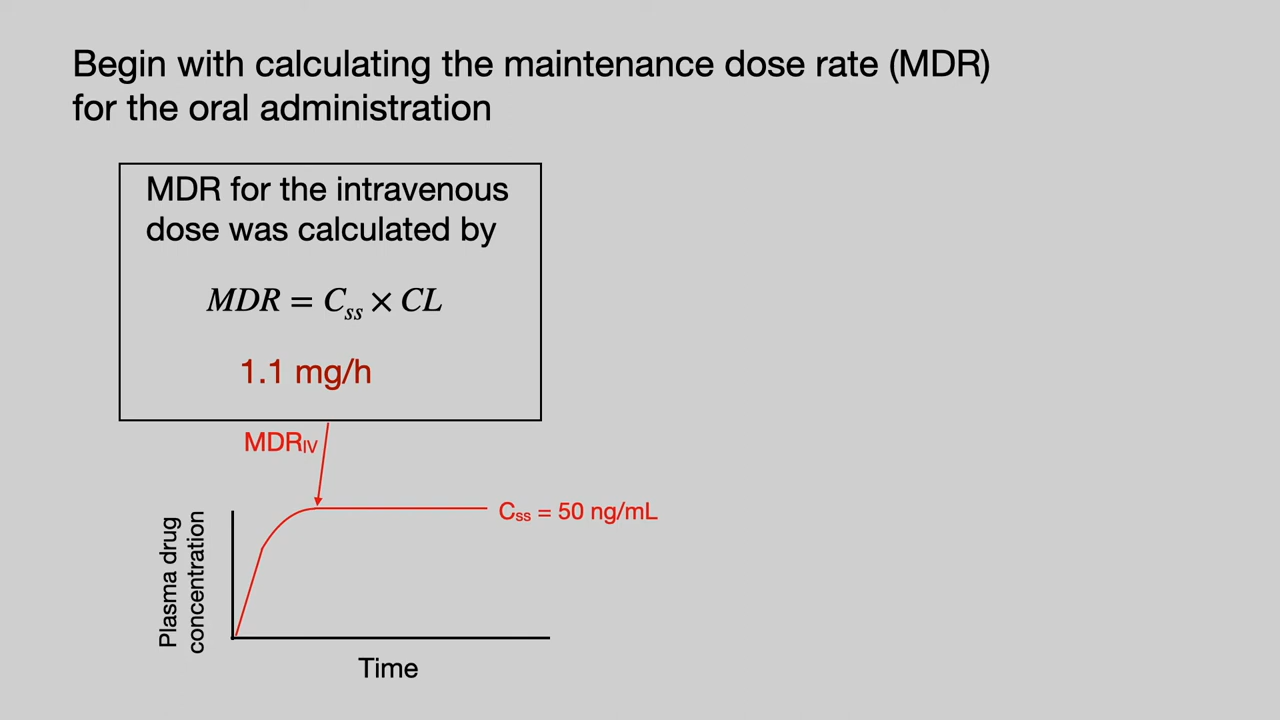 Begin with calculating the maintenance dose rate (MDR)
for the oral administration
MDR for the intravenous
dose was calculated by
MDR = Css × CL
1.1 mg/h
MDRIV
Css = 50 ng/mL
Plasma drug
concentration
Time